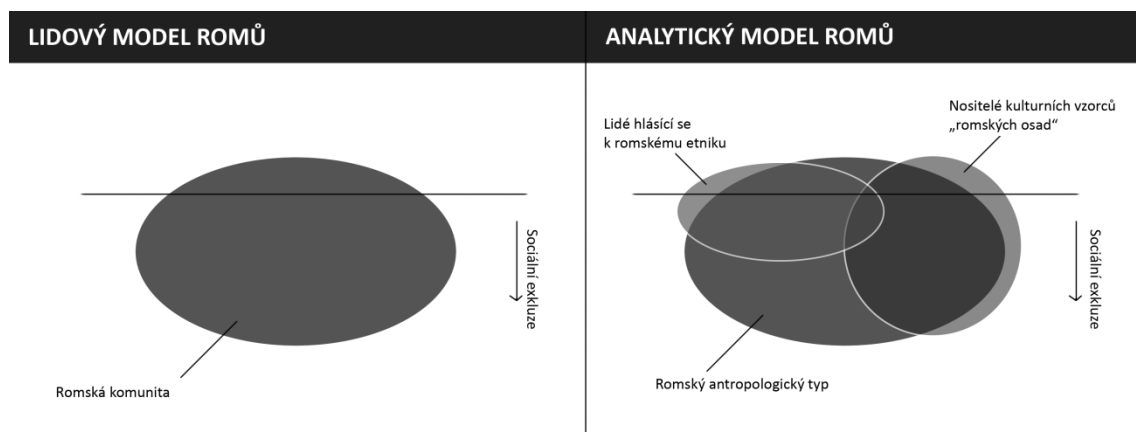 LIDOVÝ MODEL ROMŮ
Sociální exkluze
Romská komunita
ANALYTICKÝ MODEL ROMŮ
Lidé hlásící se
k romskému etniku
Nositelé kulturních vzorců
„romských osad“
Sociální exkluze
Romský antropologický typ